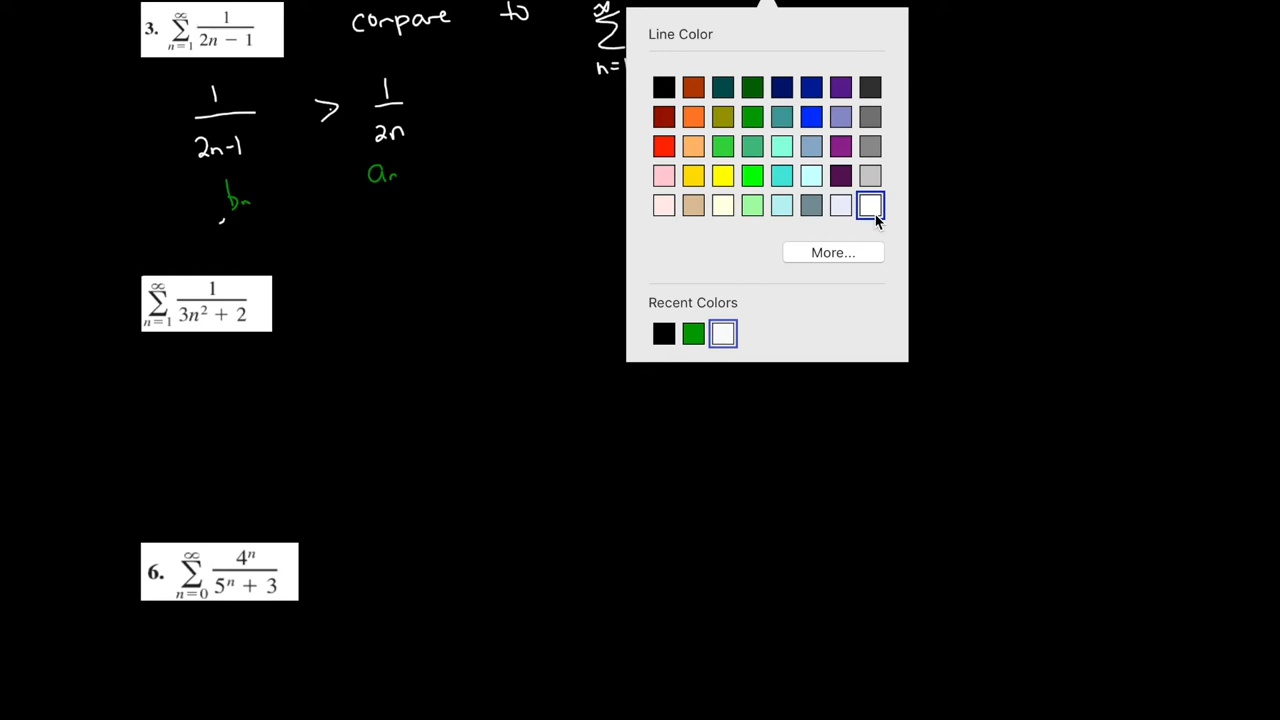 3. ∞ Σ n=1 1/(2n − 1) compare to ∞ Σ n=
1/(2n-1) > 1/(2n)
bn an
∞ Σ n=1 1/(3n² + 2)
6. ∞ Σ n=0 4ⁿ/(5ⁿ + 3)
Line Color
More...
Recent Colors